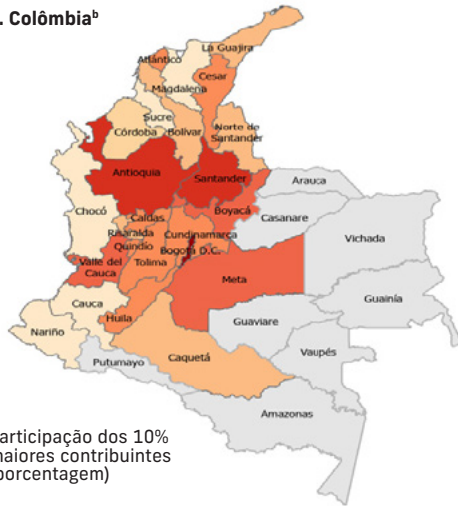 . Colômbiaᵇ
La Guajira
Atlántico
Cesar
Magdalena
Sucre
Córdoba
Bolívar
Norte de
Santander
Antioquia
Santander
Arauca
Chocó
Boyacá
Casanare
Caldas
Risaralda
Cundinamarca
Vichada
Quindío
Bogotá D.C.
Valle del
Cauca
Tolima
Meta
Guainía
Cauca
Huila
Guaviare
Nariño
Vaupés
Caquetá
Putumayo
Amazonas
articipação dos 10%
naiores contribuintes
porcentagem)